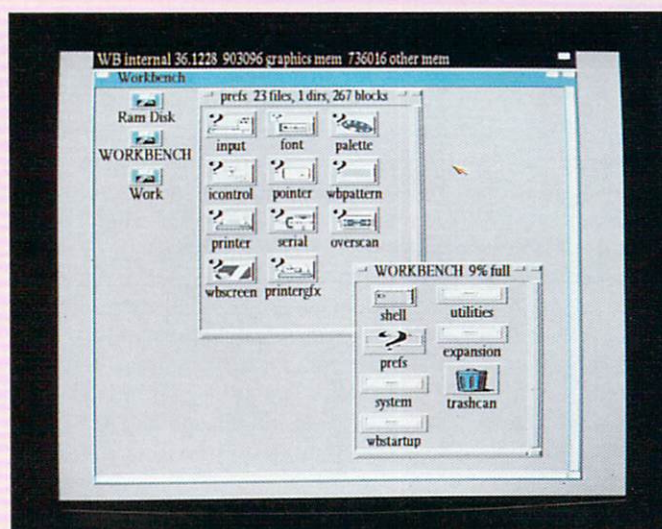 WB internal 36.1228 903096 graphics mem 736016 other mem
Workbench
Ram Disk
WORKBENCH
Work
prefs 23 files, 1 dirs, 267 blocks
input font palette
icontrol pointer wbpattern
printer serial overscan
wbscreen printergfx
WORKBENCH 9% full
shell utilities
prefs expansion
system trashcan
wbstartup